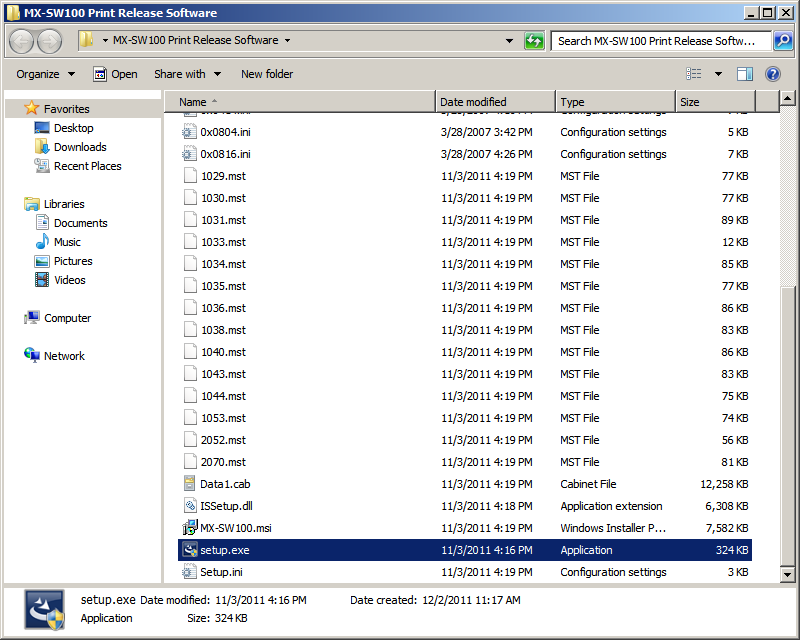 MX-SW100 Print Release Software
MX-SW100 Print Release Software
Search MX-SW100 Print Release Softw...
Organize Open Share with New folder
Name Date modified Type Size
Favorites
Desktop
Downloads
Recent Places
Libraries
Documents
Music
Pictures
Videos
Computer
Network
0x0804.ini 3/28/2007 3:42 PM Configuration settings 5 KB
0x0816.ini 3/28/2007 4:26 PM Configuration settings 7 KB
1029.mst 11/3/2011 4:19 PM MST File 77 KB
1030.mst 11/3/2011 4:19 PM MST File 77 KB
1031.mst 11/3/2011 4:19 PM MST File 89 KB
1033.mst 11/3/2011 4:19 PM MST File 12 KB
1034.mst 11/3/2011 4:19 PM MST File 85 KB
1035.mst 11/3/2011 4:19 PM MST File 77 KB
1036.mst 11/3/2011 4:19 PM MST File 86 KB
1038.mst 11/3/2011 4:19 PM MST File 83 KB
1040.mst 11/3/2011 4:19 PM MST File 86 KB
1043.mst 11/3/2011 4:19 PM MST File 83 KB
1044.mst 11/3/2011 4:19 PM MST File 75 KB
1053.mst 11/3/2011 4:19 PM MST File 74 KB
2052.mst 11/3/2011 4:19 PM MST File 56 KB
2070.mst 11/3/2011 4:19 PM MST File 81 KB
Data1.cab 11/3/2011 4:19 PM Cabinet File 12,258 KB
ISSetup.dll 11/3/2011 4:18 PM Application extension 6,308 KB
MX-SW100.msi 11/3/2011 4:19 PM Windows Installer P... 7,582 KB
setup.exe 11/3/2011 4:16 PM Application 324 KB
Setup.ini 11/3/2011 4:19 PM Configuration settings 3 KB
setup.exe Date modified: 11/3/2011 4:16 PM Date created: 12/2/2011 11:17 AM
Application Size: 324 KB